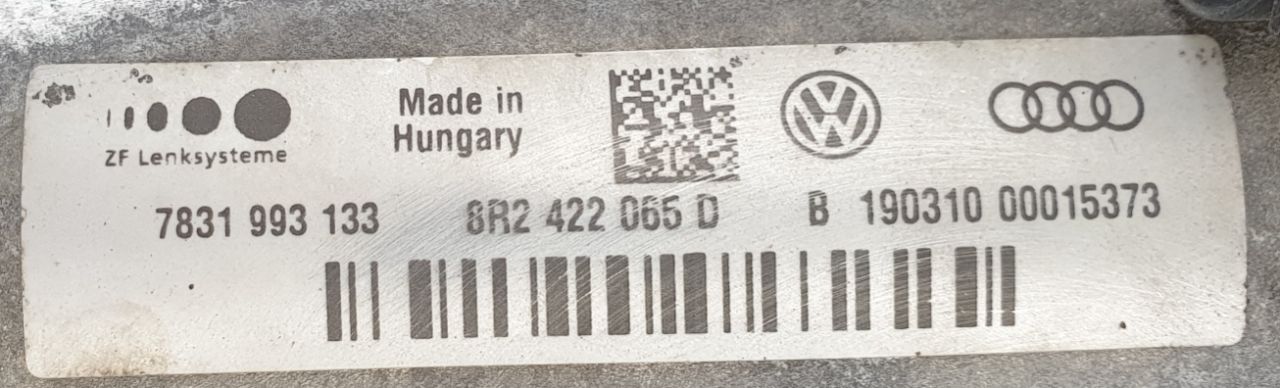 ZF Lenksysteme
Made in
Hungary
7831 993 133 8R2 422 065 D B 190310 00015373